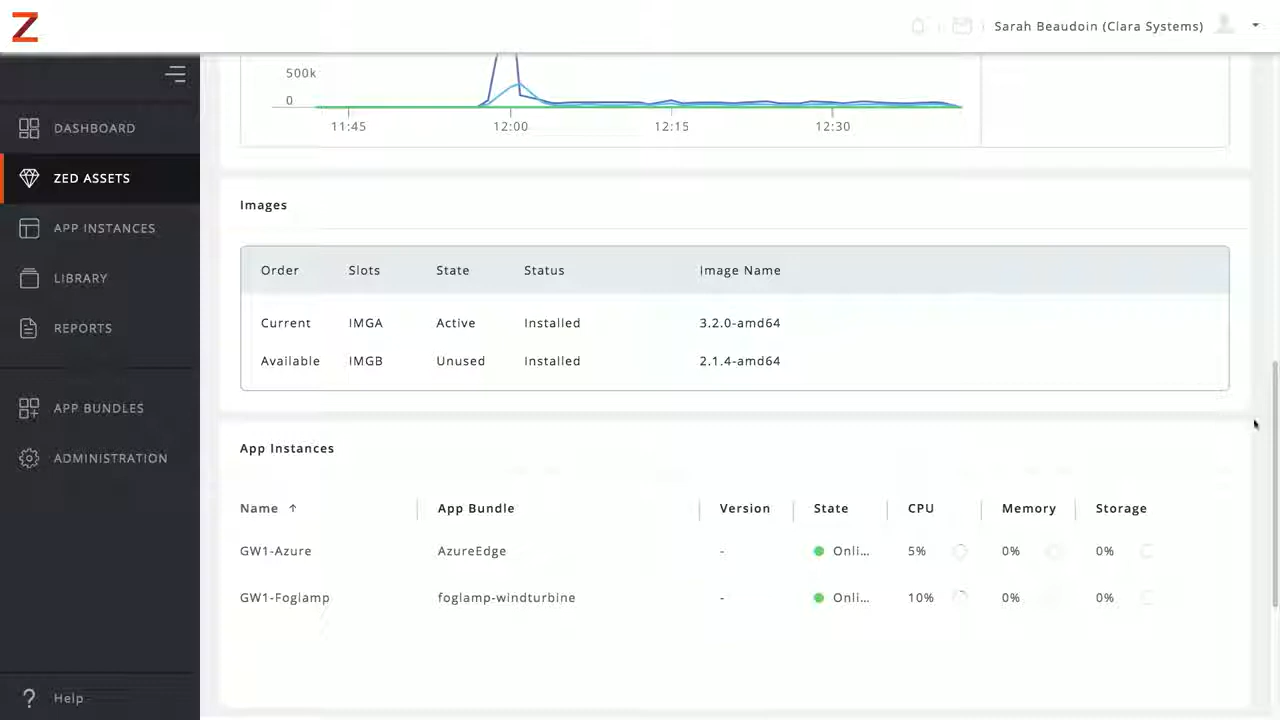 Z
Sarah Beaudoin (Clara Systems)
DASHBOARD
ZED ASSETS
APP INSTANCES
LIBRARY
REPORTS
APP BUNDLES
ADMINISTRATION
? Help
500k
0
11:45 12:00 12:15 12:30
Images
Order Slots State Status Image Name
Current IMGA Active Installed 3.2.0-amd64
Available IMGB Unused Installed 2.1.4-amd64
App Instances
Name ↑ App Bundle Version State CPU Memory Storage
GW1-Azure AzureEdge - Onli... 5% 0% 0%
GW1-Foglamp foglamp-windturbine - Onli... 10% 0% 0%